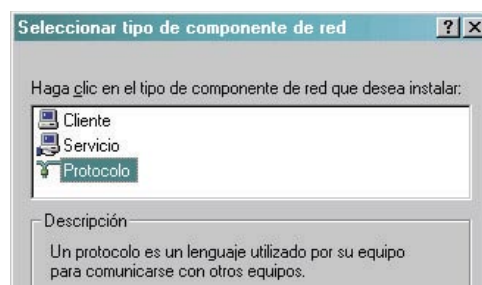 Seleccionar tipo de componente de red
Haga clic en el tipo de componente de red que desea instalar:
Cliente
Servicio
Protocolo
Descripción
Un protocolo es un lenguaje utilizado por su equipo
para comunicarse con otros equipos.